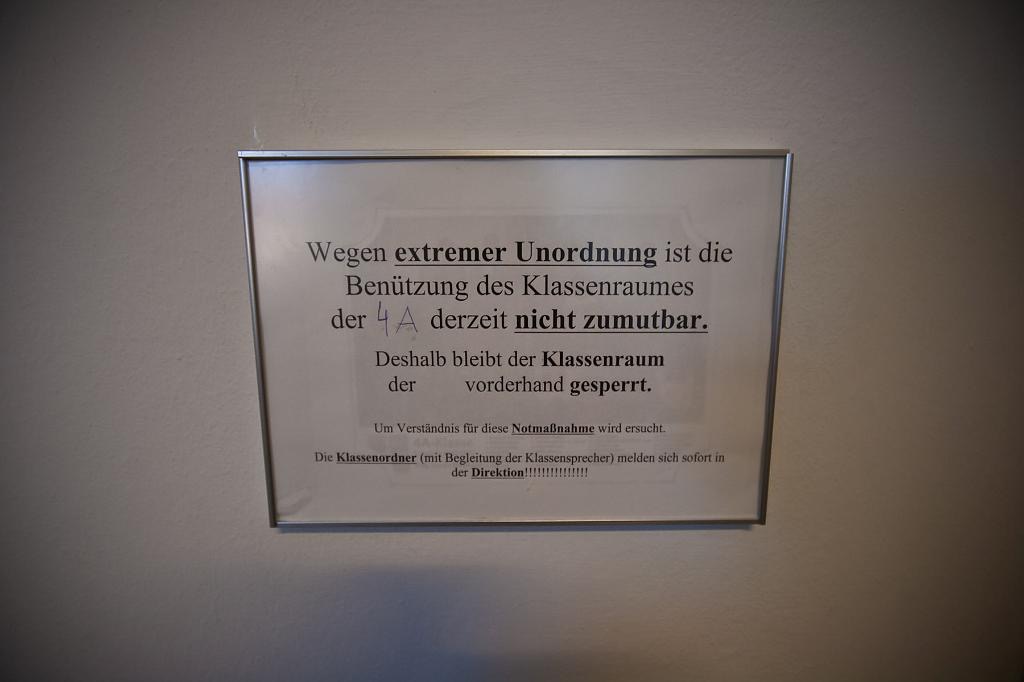 Wegen extremer Unordnung ist die
Benützung des Klassenraumes
der 4A derzeit nicht zumutbar.
Deshalb bleibt der Klassenraum
der vorderhand gesperrt.
Um Verständnis für diese Notmaßnahme wird ersucht.
Die Klassenordner (mit Begleitung der Klassensprecher) melden sich sofort in
der Direktion!!!!!!!!!!!!!!!